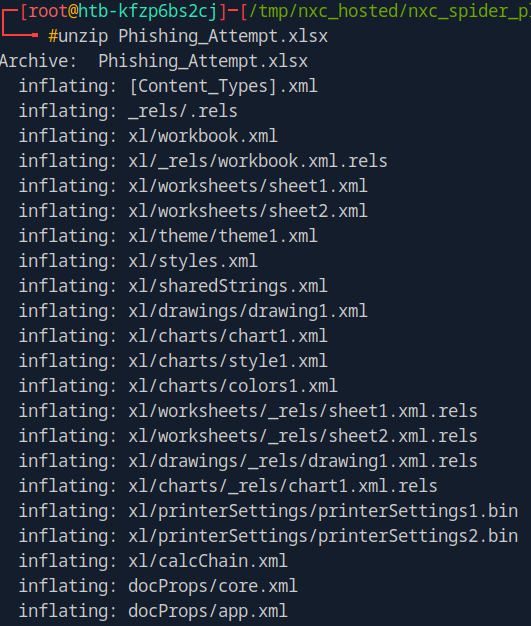 [root@htb-kfzp6bs2cj]─[/tmp/nxc_hosted/nxc_spider_pl
#unzip Phishing_Attempt.xlsx
Archive:  Phishing_Attempt.xlsx
inflating: [Content_Types].xml
inflating: _rels/.rels
inflating: xl/workbook.xml
inflating: xl/_rels/workbook.xml.rels
inflating: xl/worksheets/sheet1.xml
inflating: xl/worksheets/sheet2.xml
inflating: xl/theme/theme1.xml
inflating: xl/styles.xml
inflating: xl/sharedStrings.xml
inflating: xl/drawings/drawing1.xml
inflating: xl/charts/chart1.xml
inflating: xl/charts/style1.xml
inflating: xl/charts/colors1.xml
inflating: xl/worksheets/_rels/sheet1.xml.rels
inflating: xl/worksheets/_rels/sheet2.xml.rels
inflating: xl/drawings/_rels/drawing1.xml.rels
inflating: xl/charts/_rels/chart1.xml.rels
inflating: xl/printerSettings/printerSettings1.bin
inflating: xl/printerSettings/printerSettings2.bin
inflating: xl/calcChain.xml
inflating: docProps/core.xml
inflating: docProps/app.xml